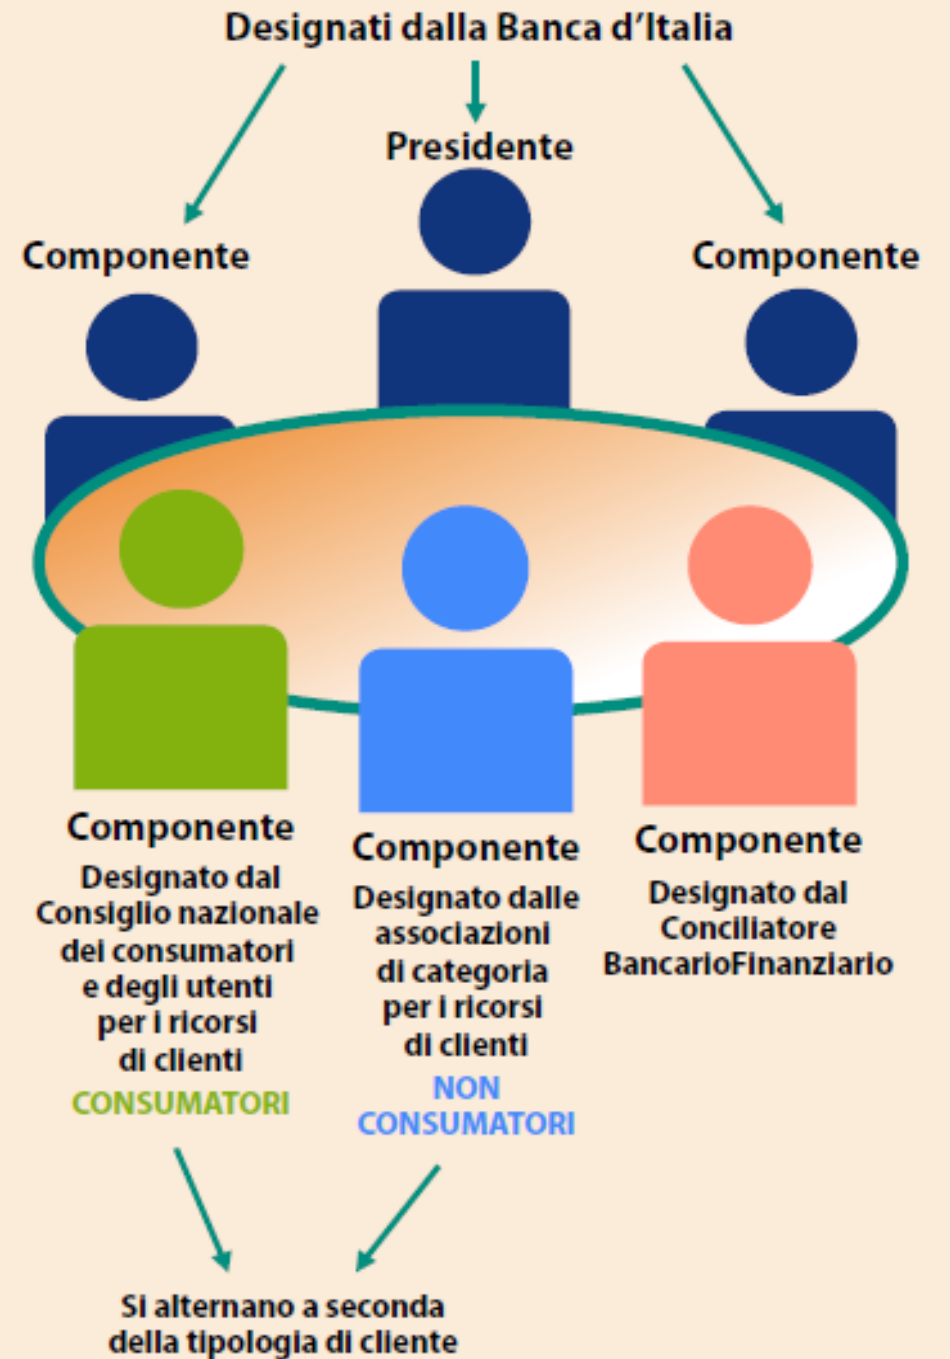 Designati dalla Banca d'Italia
Presidente
Componente
Componente
Componente
Designato dal
Consiglio nazionale
dei consumatori
e degli utenti
per i ricorsi
di clienti
CONSUMATORI
Componente
Designato dalle
associazioni
di categoria
per i ricorsi
di clienti
NON
CONSUMATORI
Componente
Designato dal
Conciliatore
BancarioFinanziario
Si alternano a seconda
della tipologia di cliente